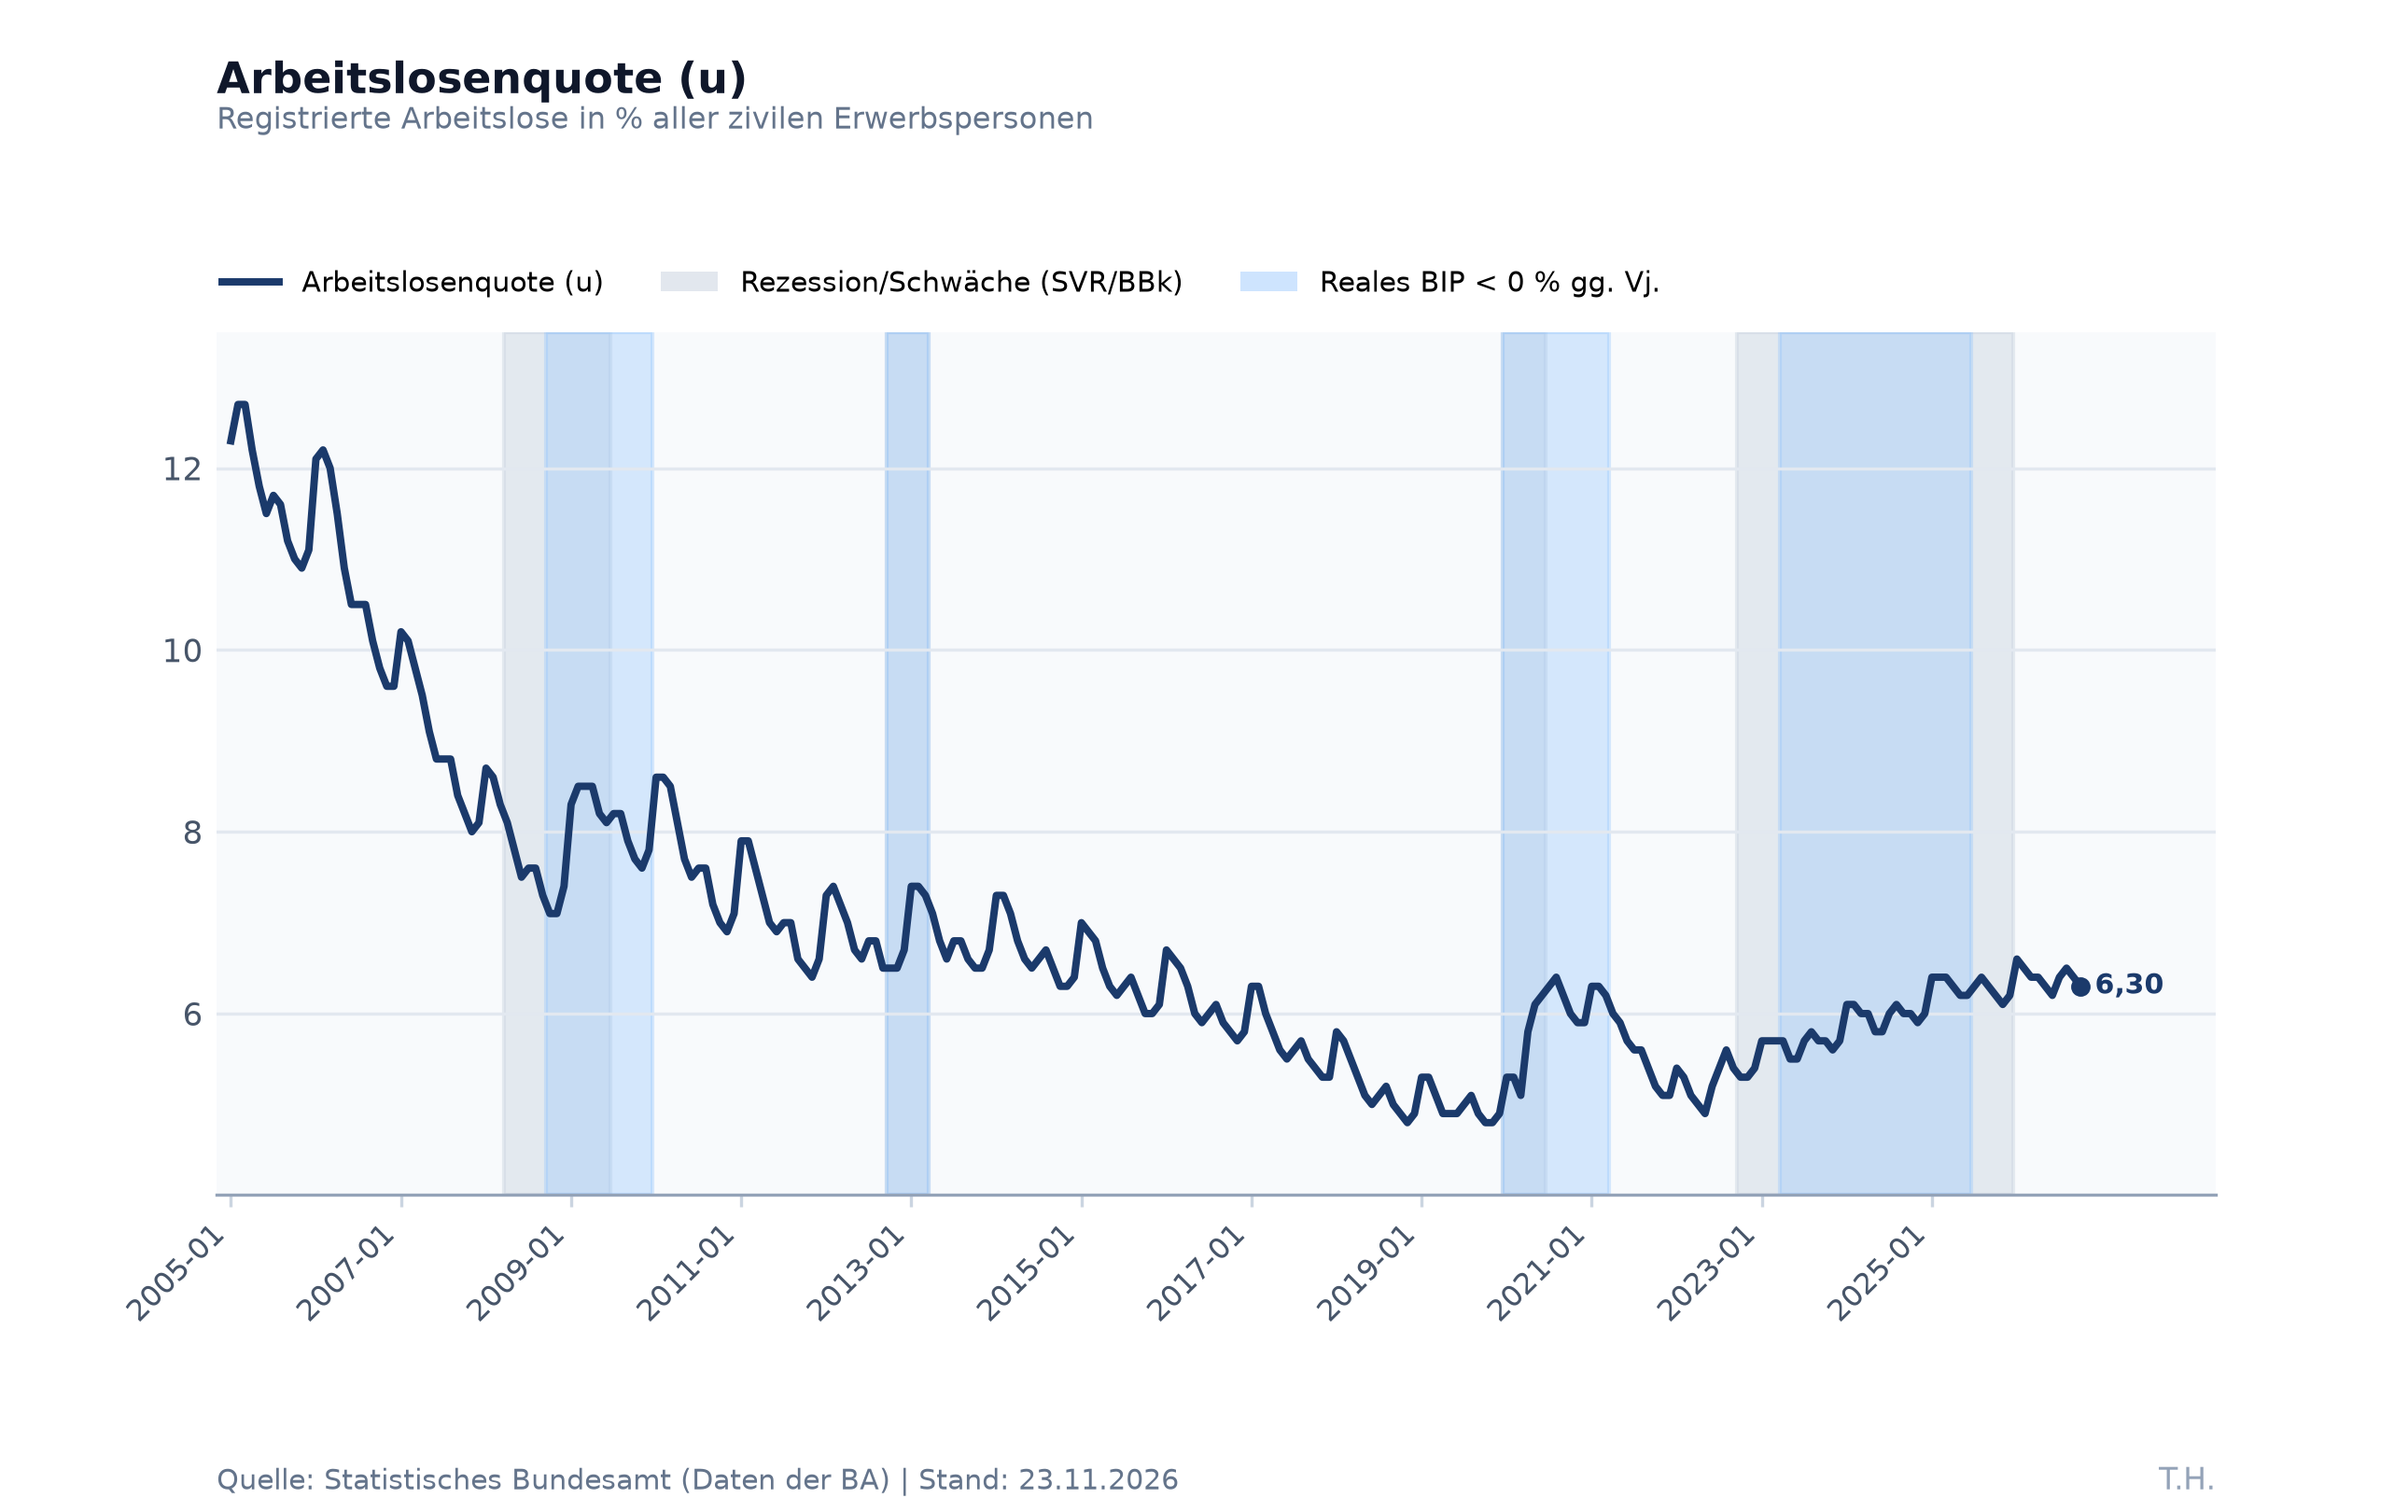 Arbeitslosenquote (u)
Registrierte Arbeitslose in % aller zivilen Erwerbspersonen
Arbeitslosenquote (u) Rezession/Schwäche (SVR/BBk) Reales BIP < 0 % gg. Vj.
12
10
8
6
6,30
2005-01 2007-01 2009-01 2011-01 2013-01 2015-01 2017-01 2019-01 2021-01 2023-01 2025-01
Quelle: Statistisches Bundesamt (Daten der BA) | Stand: 23.11.2026 T.H.